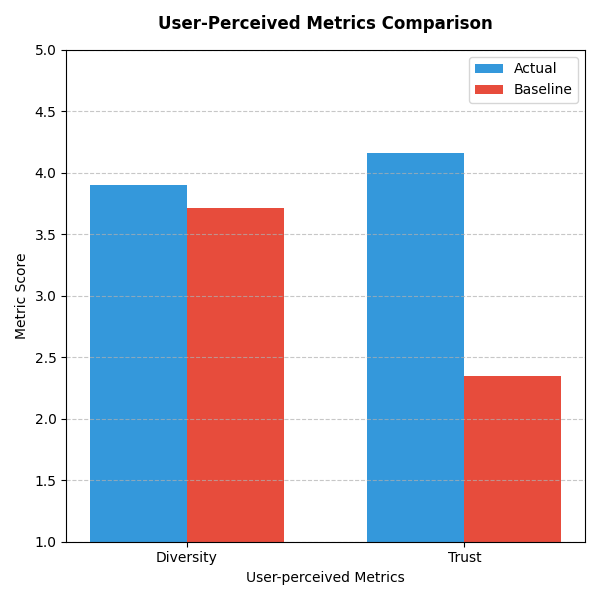 User-Perceived Metrics Comparison
Actual
Baseline
5.0
4.5
4.0
3.5
3.0
2.5
2.0
1.5
1.0
Metric Score
Diversity
Trust
User-perceived Metrics